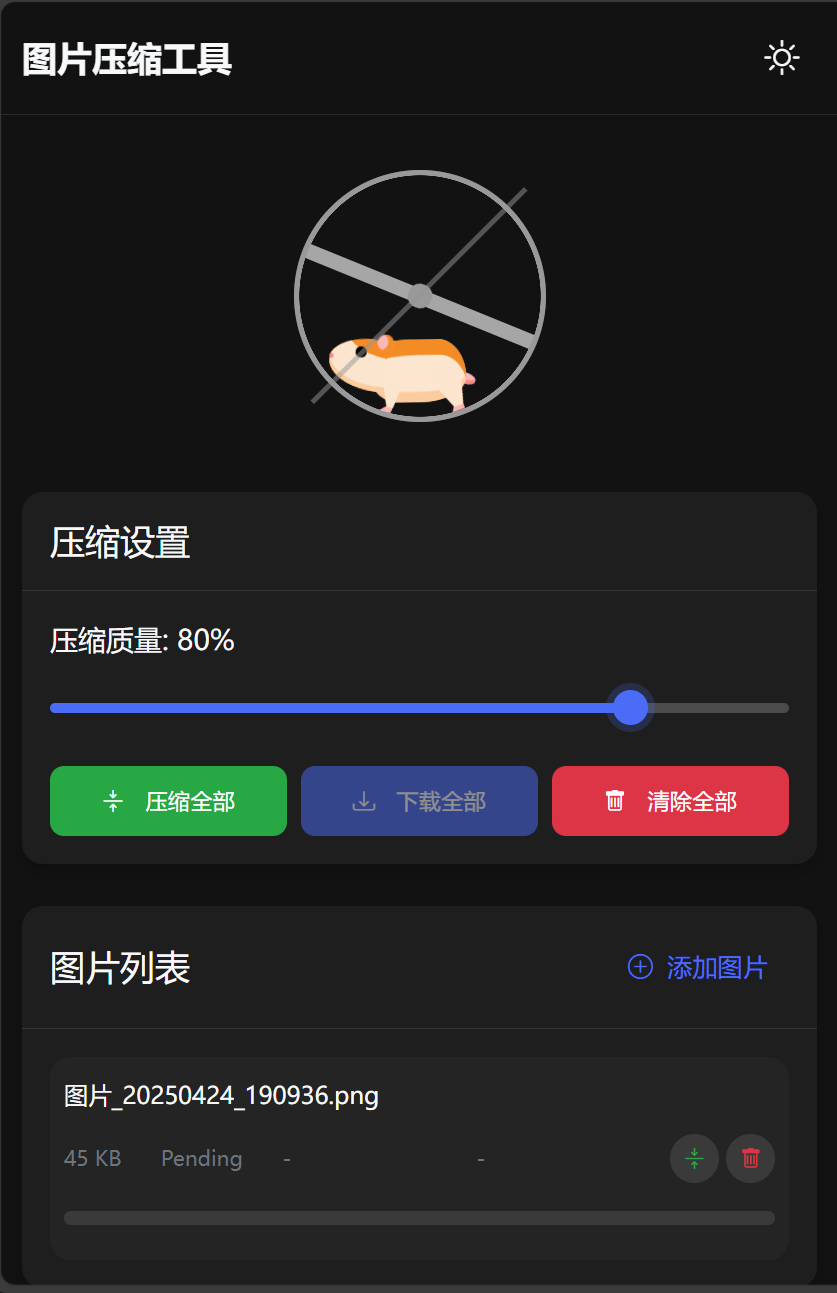 图片压缩工具
压缩设置
压缩质量: 80%
压缩全部 下载全部 清除全部
图片列表 添加图片
图片_20250424_190936.png
45 KB Pending - -